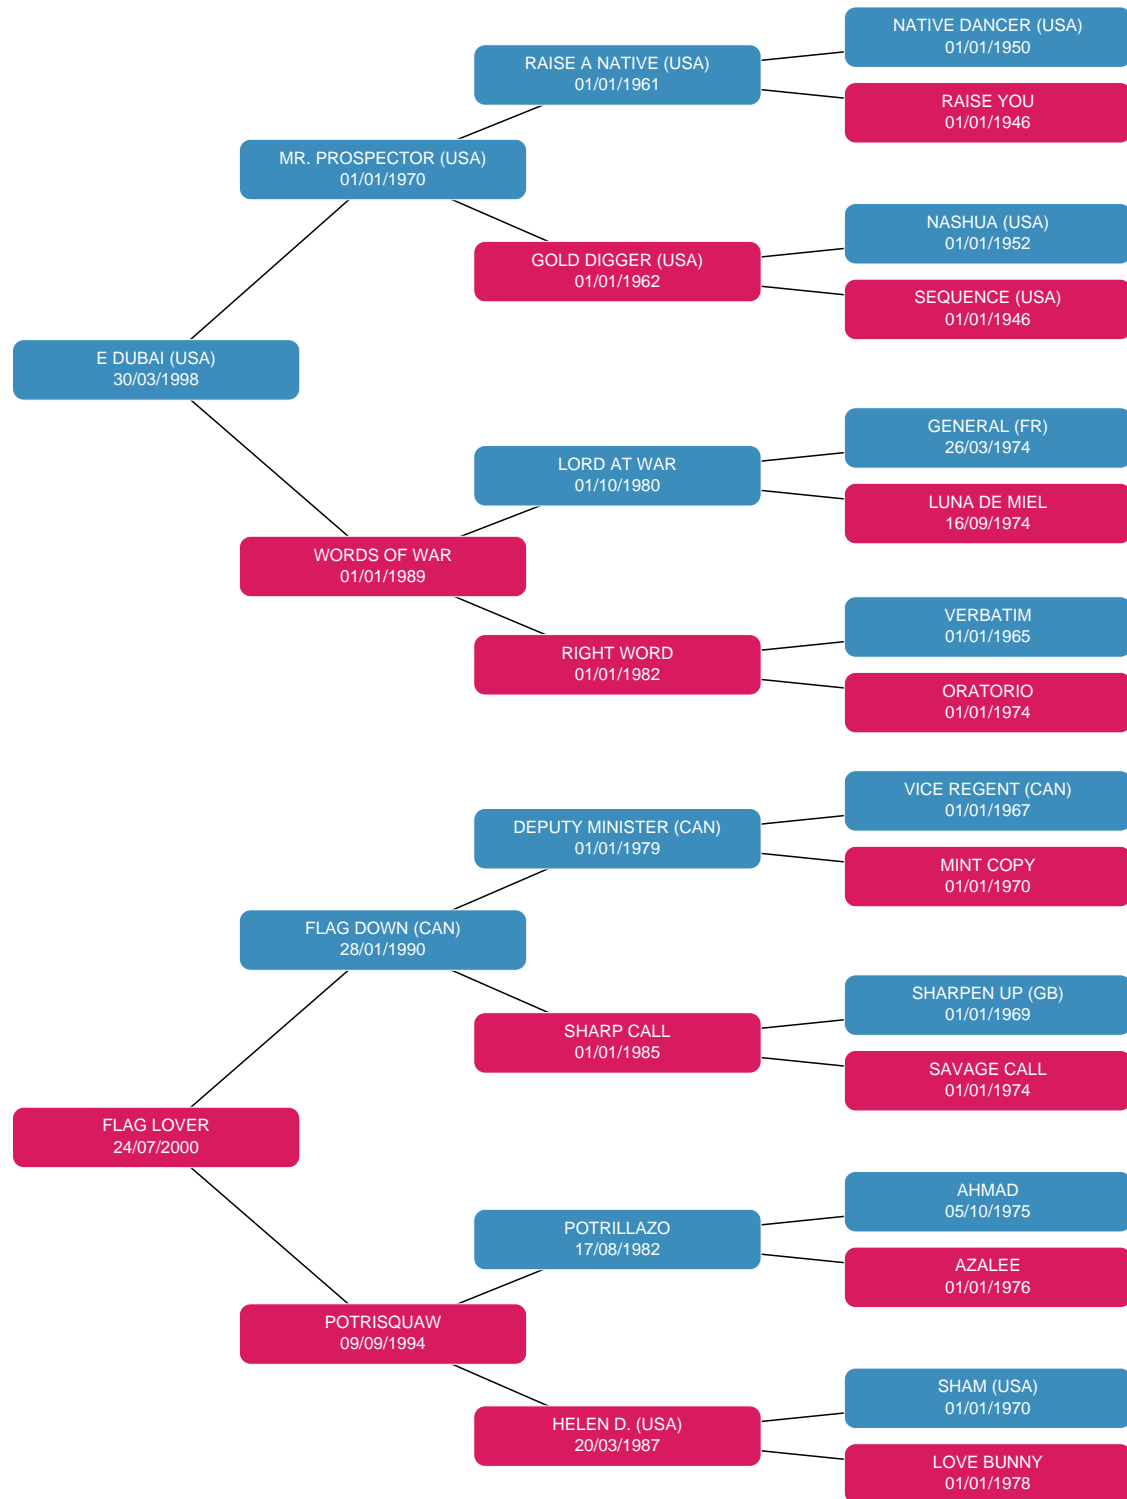 NATIVE DANCER (USA)
01/01/1950
RAISE A NATIVE (USA)
01/01/1961
RAISE YOU
01/01/1946
MR. PROSPECTOR (USA)
01/01/1970
NASHUA (USA)
01/01/1952
GOLD DIGGER (USA)
01/01/1962
SEQUENCE (USA)
01/01/1946
E DUBAI (USA)
30/03/1998
GENERAL (FR)
26/03/1974
LORD AT WAR
01/10/1980
LUNA DE MIEL
16/09/1974
WORDS OF WAR
01/01/1989
VERBATIM
01/01/1965
RIGHT WORD
01/01/1982
ORATORIO
01/01/1974
VICE REGENT (CAN)
01/01/1967
DEPUTY MINISTER (CAN)
01/01/1979
MINT COPY
01/01/1970
FLAG DOWN (CAN)
28/01/1990
SHARPEN UP (GB)
01/01/1969
SHARP CALL
01/01/1985
SAVAGE CALL
01/01/1974
FLAG LOVER
24/07/2000
AHMAD
05/10/1975
POTRILLAZO
17/08/1982
AZALEE
01/01/1976
POTRISQUAW
09/09/1994
SHAM (USA)
01/01/1970
HELEN D. (USA)
20/03/1987
LOVE BUNNY
01/01/1978